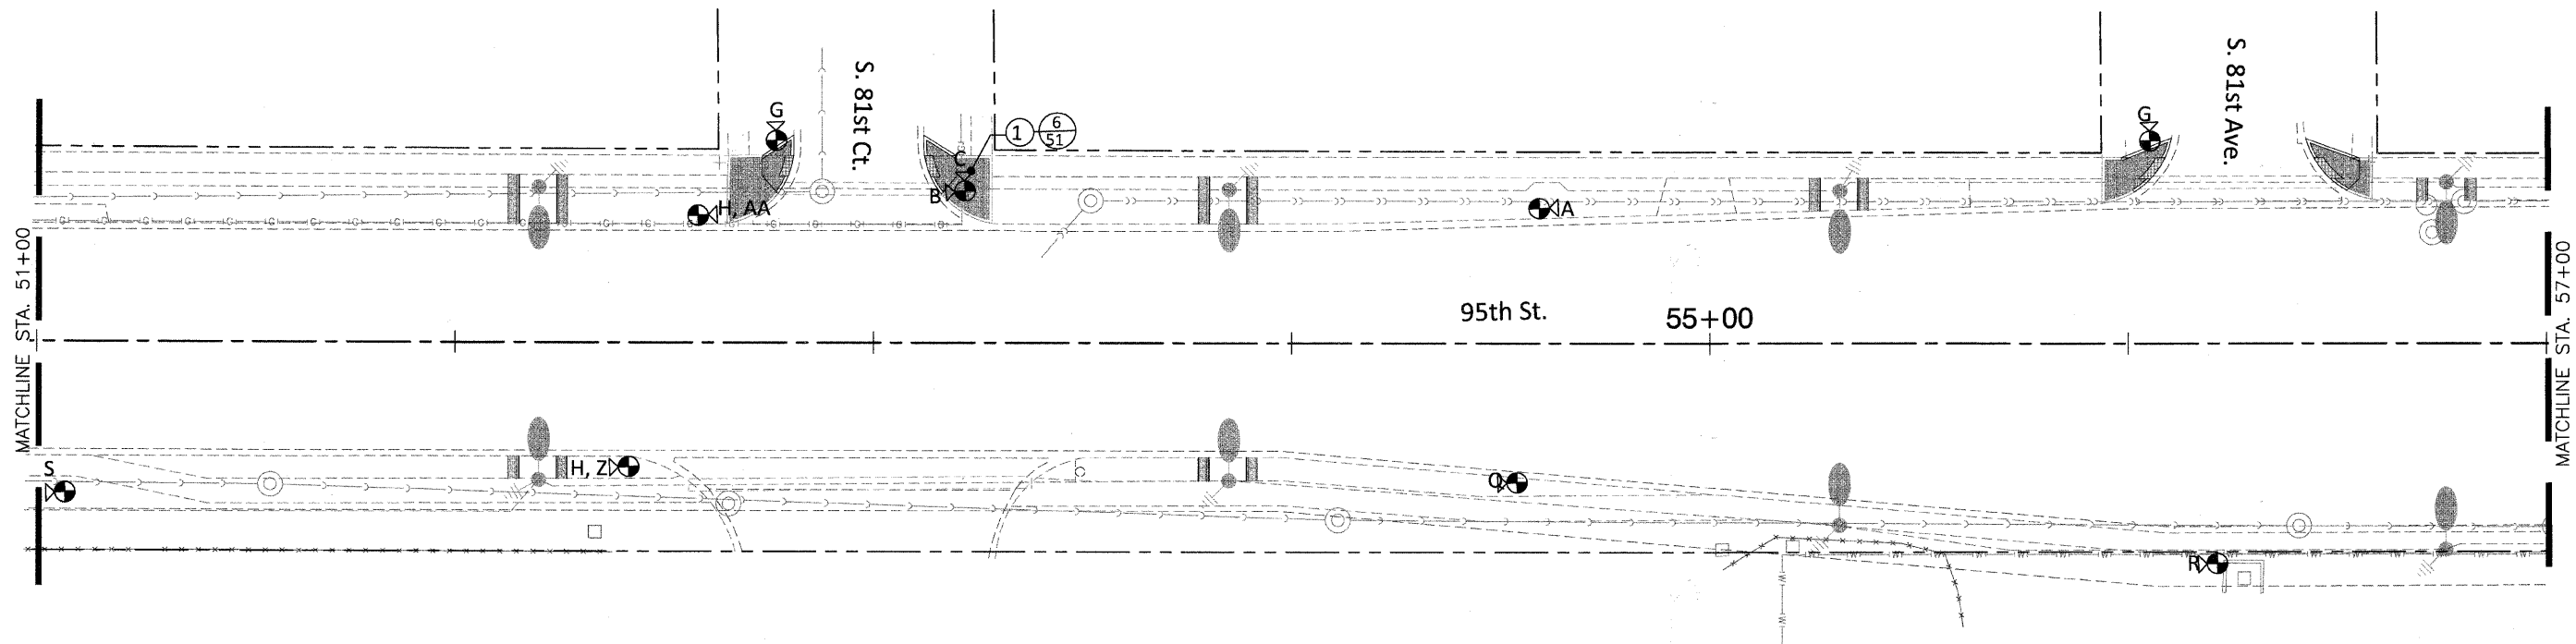 MATCHLINE STA. 51+00
S. 81st Ct.
S. 81st Ave.
MATCHLINE STA. 57+00
G
1
6
51
G
C
B
H, AA
A
95th St.
55+00
S
H, Z
Q
R